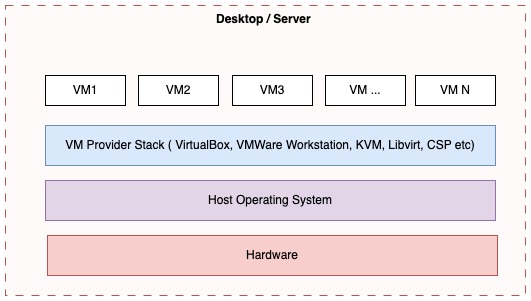 Desktop / Server
VM1 VM2 VM3 VM ... VM N
VM Provider Stack ( VirtualBox, VMWare Workstation, KVM, Libvirt, CSP etc)
Host Operating System
Hardware